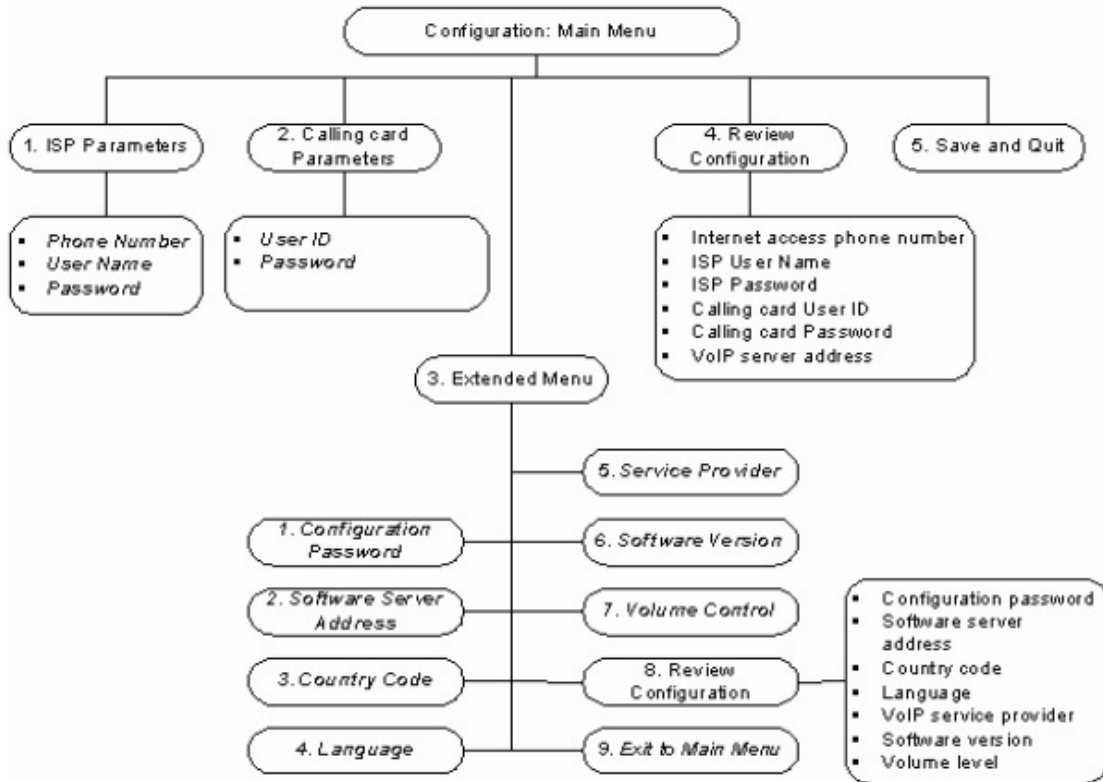 Configuration: Main Menu
1. ISP Parameters
2. Calling card
Parameters
4. Review
Configuration
5. Save and Quit
▪ Phone Number
▪ User Name
▪ Password
▪ User ID
▪ Password
▪ Internet access phone number
▪ ISP User Name
▪ ISP Password
▪ Calling card User ID
▪ Calling card Password
▪ VoIP server address
3. Extended Menu
5. Service Provider
1. Configuration
Password
6. Software Version
2. Software Server
Address
7. Volume Control
3. Country Code
8. Review
Configuration
4. Language
9. Exit to Main Menu
▪ Configuration password
▪ Software server
address
▪ Country code
▪ Language
▪ VoIP service provider
▪ Software version
▪ Volume level